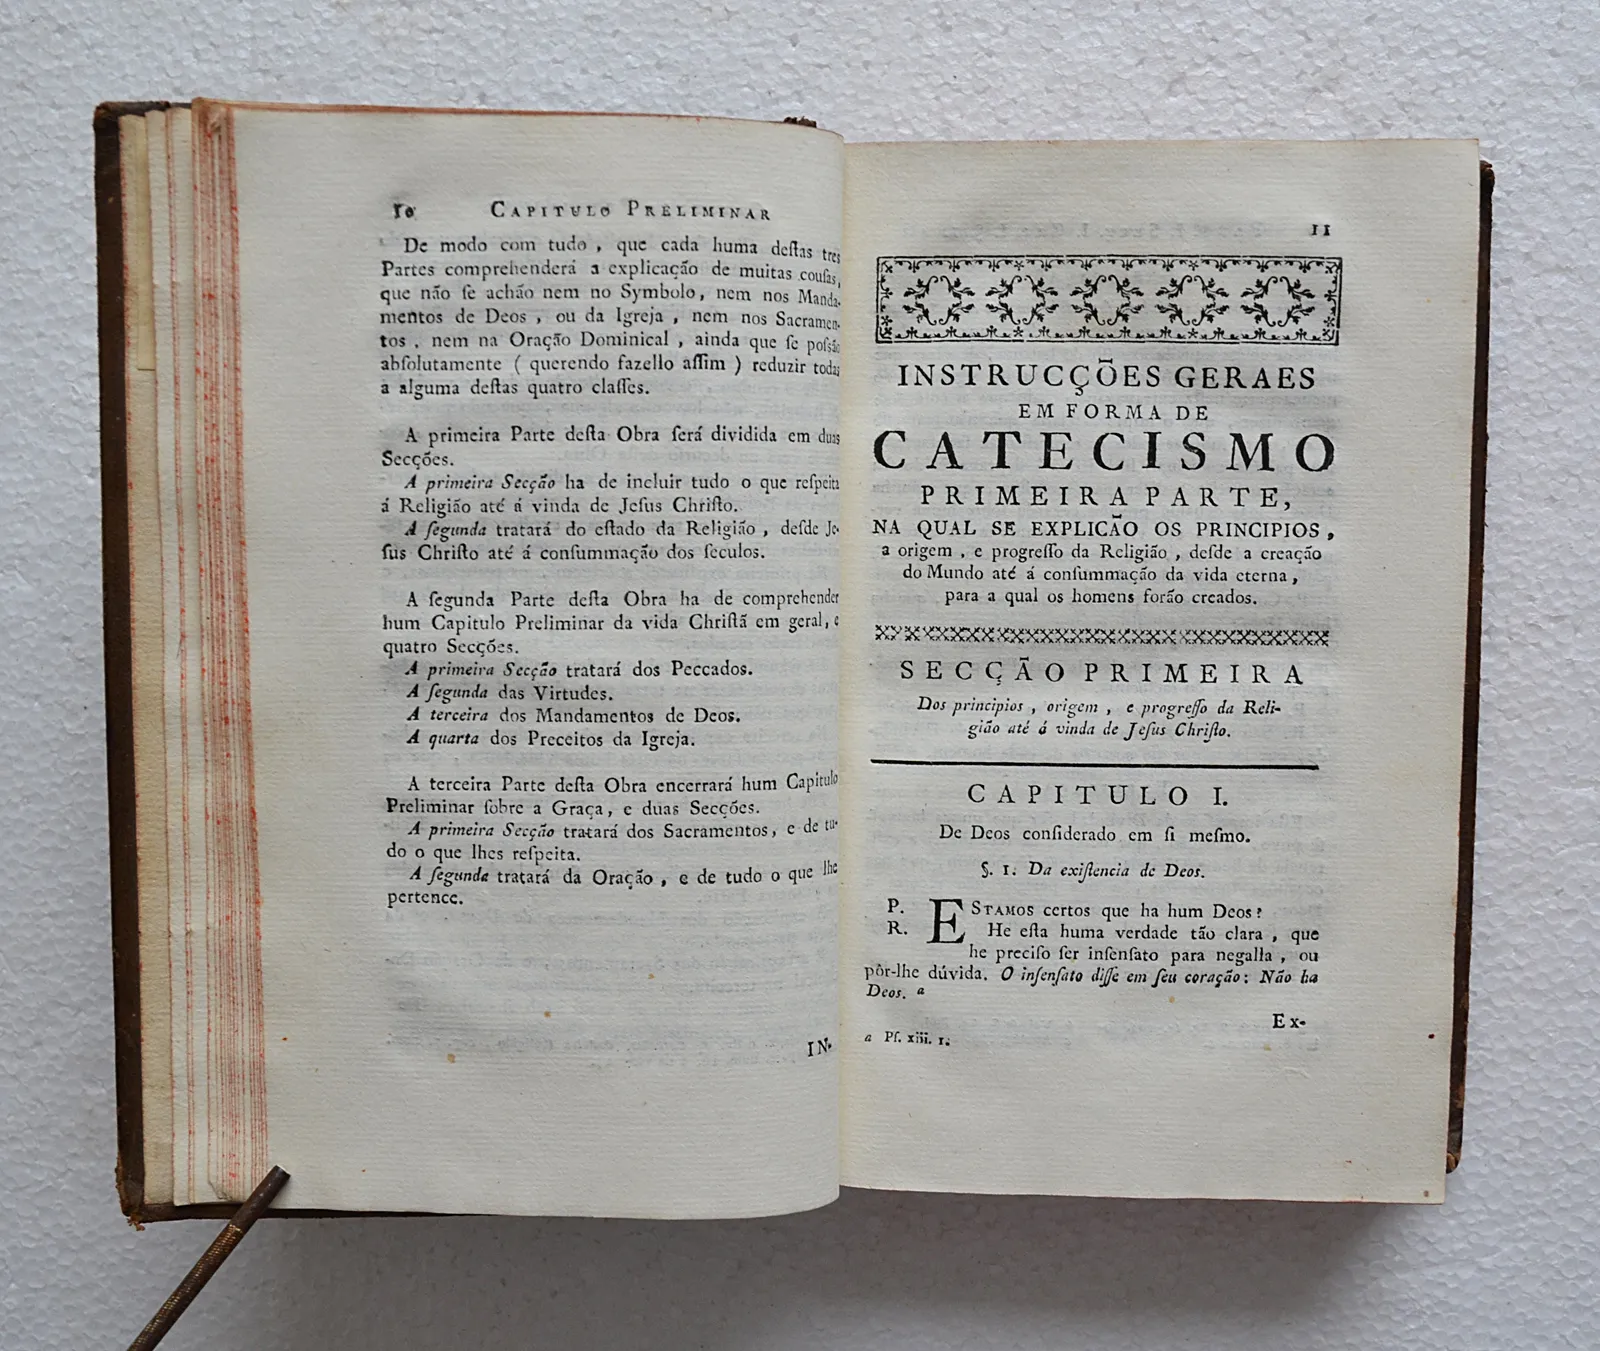 10 CAPITULO PRELIMINAR
De modo com tudo , que cada huma deſtas tres
Partes comprehenderá a explicação de muitas couſas,
que não ſe achão nem no Symbolo, nem nos Manda-
mentos de Deos , ou da Igreja , nem nos Sacramen-
tos , nem na Oração Dominical , ainda que ſe poſsão
abſolutamente ( querendo fazello aſſim ) reduzir todas
a alguma deſtas quatro claſſes.
A primeira Parte deſta Obra ſerá dividida em duas
Secções.
A primeira Secção ha de incluir tudo o que reſpeita
á Religião até á vinda de Jeſus Chriſto.
A ſegunda tratará do eſtado da Religião , deſde Je-
ſus Chriſto até á conſummação dos ſeculos.
A ſegunda Parte deſta Obra ha de comprehender
hum Capitulo Preliminar da vida Chriſtã em geral, e
quatro Secções.
A primeira Secção tratará dos Peccados.
A ſegunda das Virtudes.
A terceira dos Mandamentos de Deos.
A quarta dos Preceitos da Igreja.
A terceira Parte deſta Obra encerrará hum Capitulo
Preliminar ſobre a Graça, e duas Secções.
A primeira Secção tratará dos Sacramentos, e de tu-
do o que lhes reſpeita.
A ſegunda tratará da Oração , e de tudo o que lhe
pertence.
IN-
11
INSTRUCÇÕES GERAES
EM FORMA DE
CATECISMO
PRIMEIRA PARTE,
NA QUAL SE EXPLICÃO OS PRINCIPIOS ,
a origem , e progreſſo da Religião , deſde a creação
do Mundo até á conſummação da vida eterna ,
para a qual os homens forão creados.
SECÇÃO PRIMEIRA
Dos principios , origem , e progreſſo da Reli-
gião até á vinda de Jeſus Chriſto.
CAPITULO I.
De Deos conſiderado em ſi meſmo.
§. 1. Da exiſtencia de Deos.
P. ESTAMOS certos que ha hum Deos?
R. He eſta huma verdade tão clara , que
he preciſo ſer inſenſato para negalla , ou
pôr-lhe dúvida. O inſenſato diſſe em ſeu coração: Não ha
Deos. a
Ex-
a Pſ. xiii. 1.